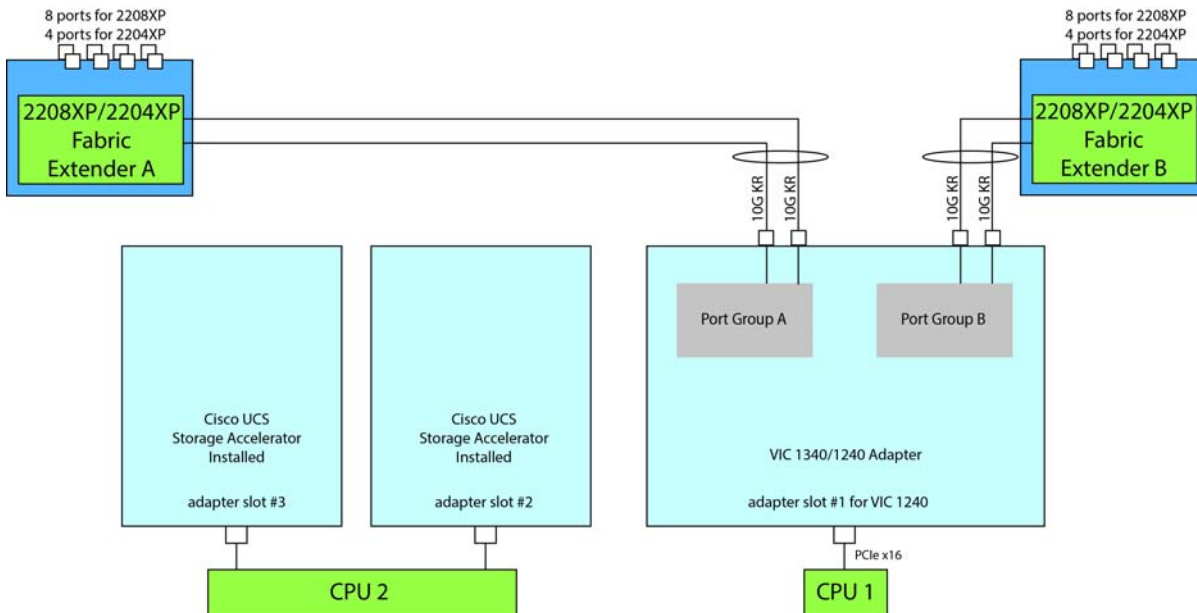 8 ports for 2208XP
4 ports for 2204XP
2208XP/2204XP
Fabric
Extender A
8 ports for 2208XP
4 ports for 2204XP
2208XP/2204XP
Fabric
Extender B
10G KR
10G KR
10G KR
10G KR
Port Group A
Port Group B
Cisco UCS
Storage Accelerator
Installed
adapter slot #3
Cisco UCS
Storage Accelerator
Installed
adapter slot #2
VIC 1340/1240 Adapter
adapter slot #1 for VIC 1240
PCIe x16
CPU 2
CPU 1